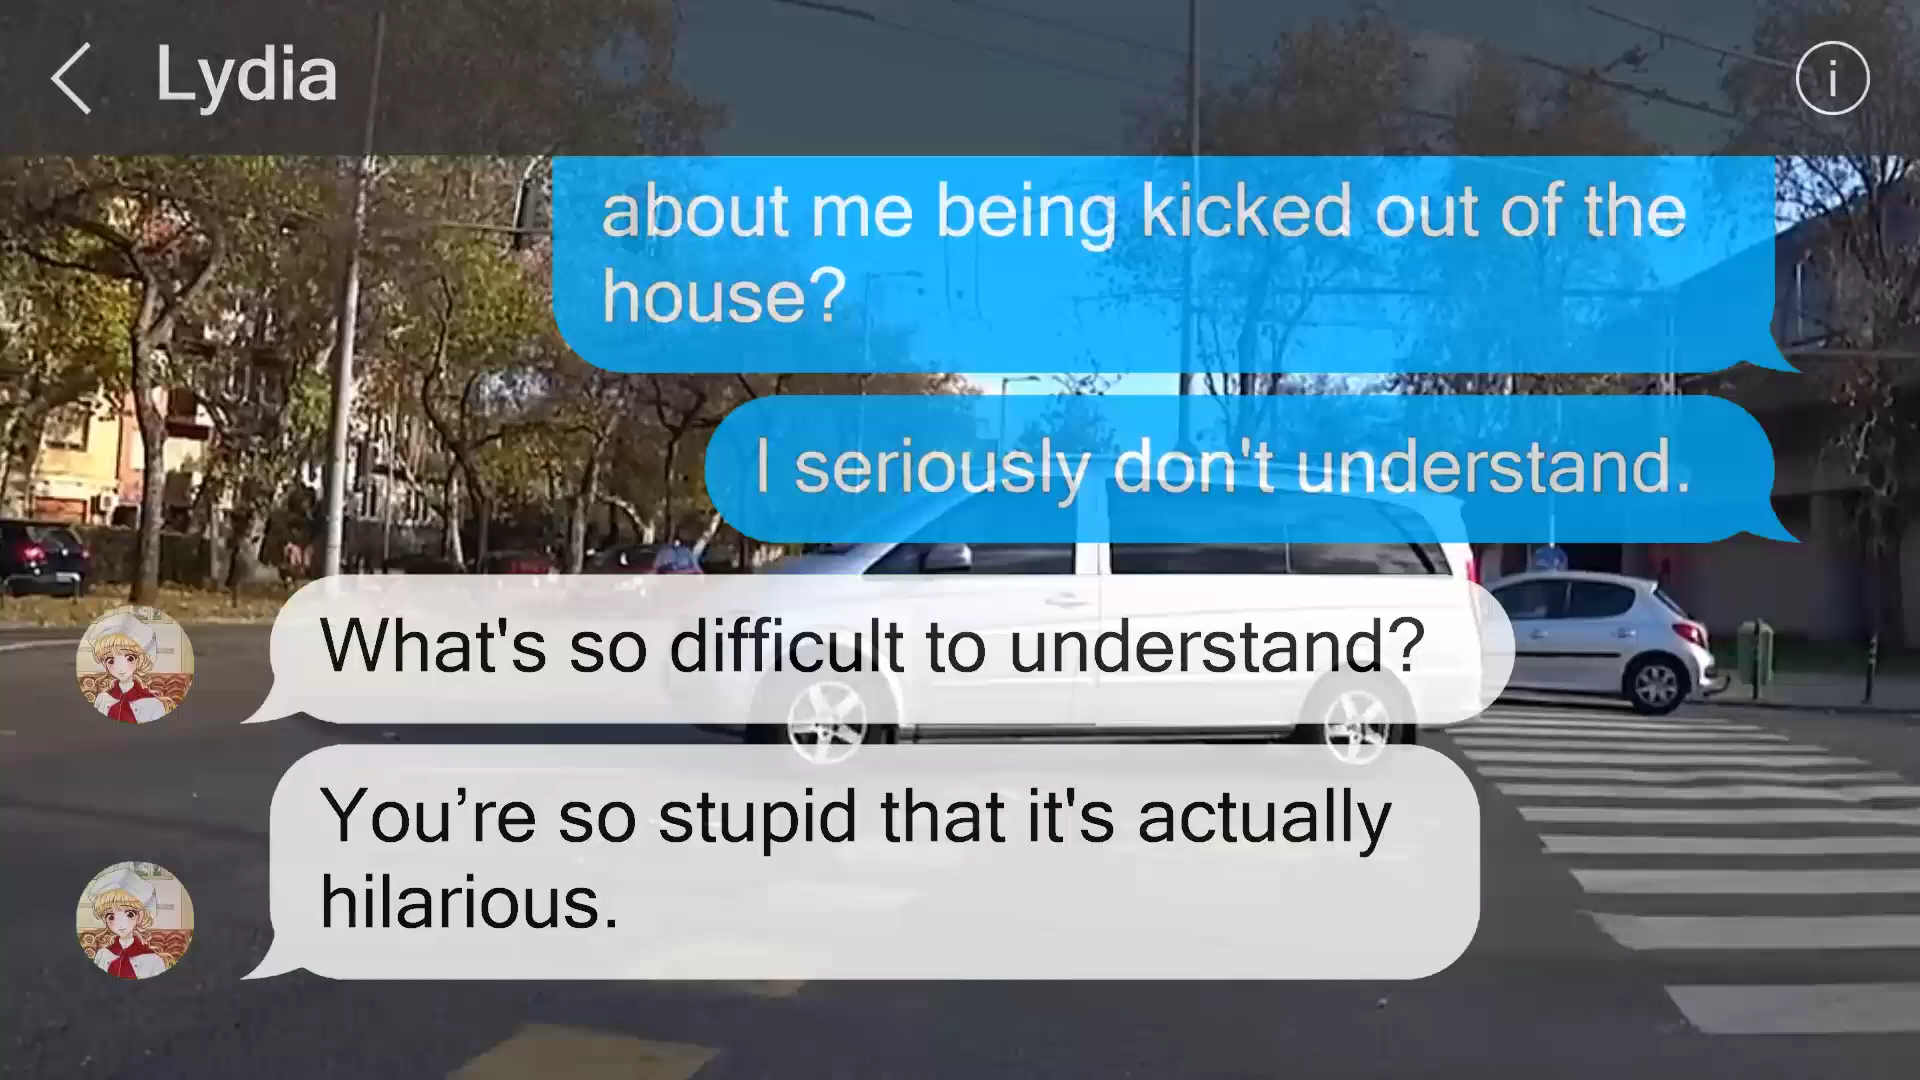 Lydia
i
about me being kicked out of the
house?
I seriously don't understand.
What's so difficult to understand?
You’re so stupid that it's actually
hilarious.